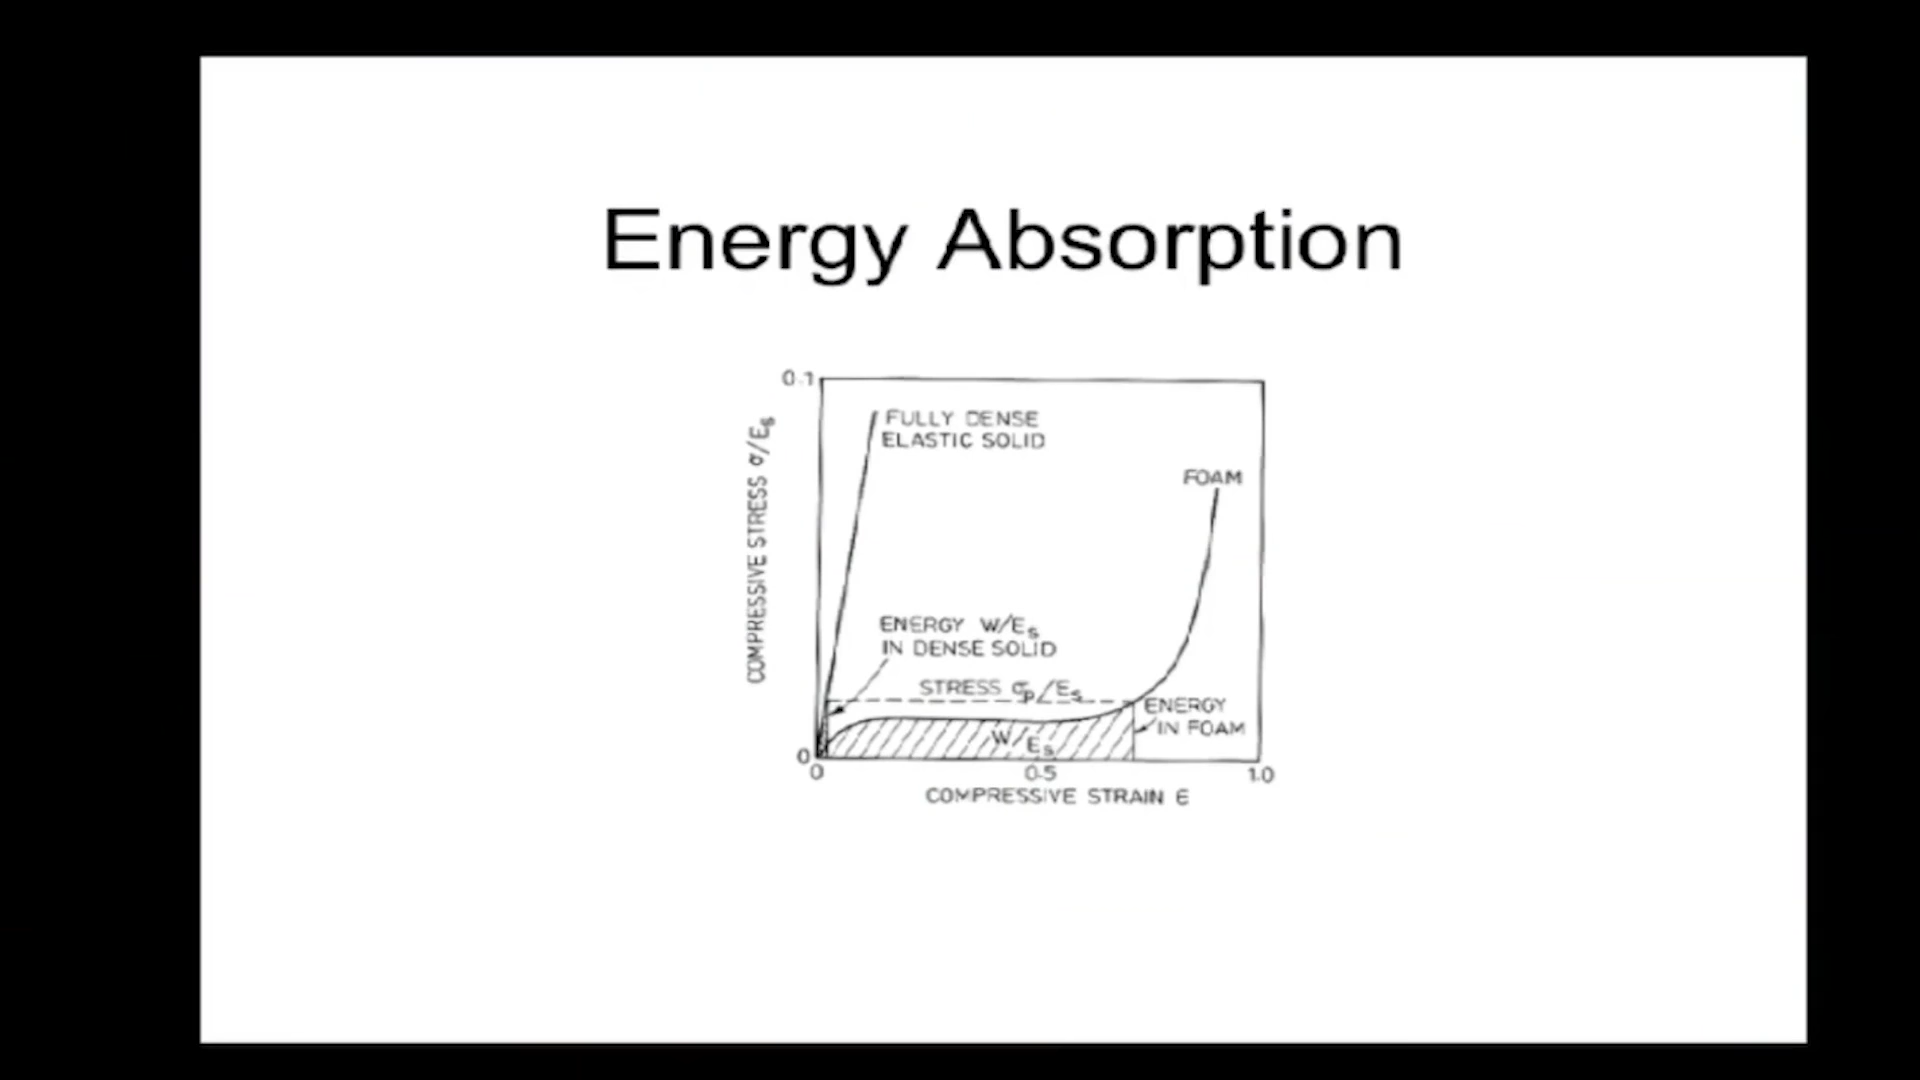 Energy Absorption
0.1
FULLY DENSE
ELASTIC SOLID
FOAM
COMPRESSIVE STRESS σ/Es
ENERGY W/Es
IN DENSE SOLID
STRESS σp/Es
ENERGY
IN FOAM
W/Es
0
0
0.5
1.0
COMPRESSIVE STRAIN ϵ